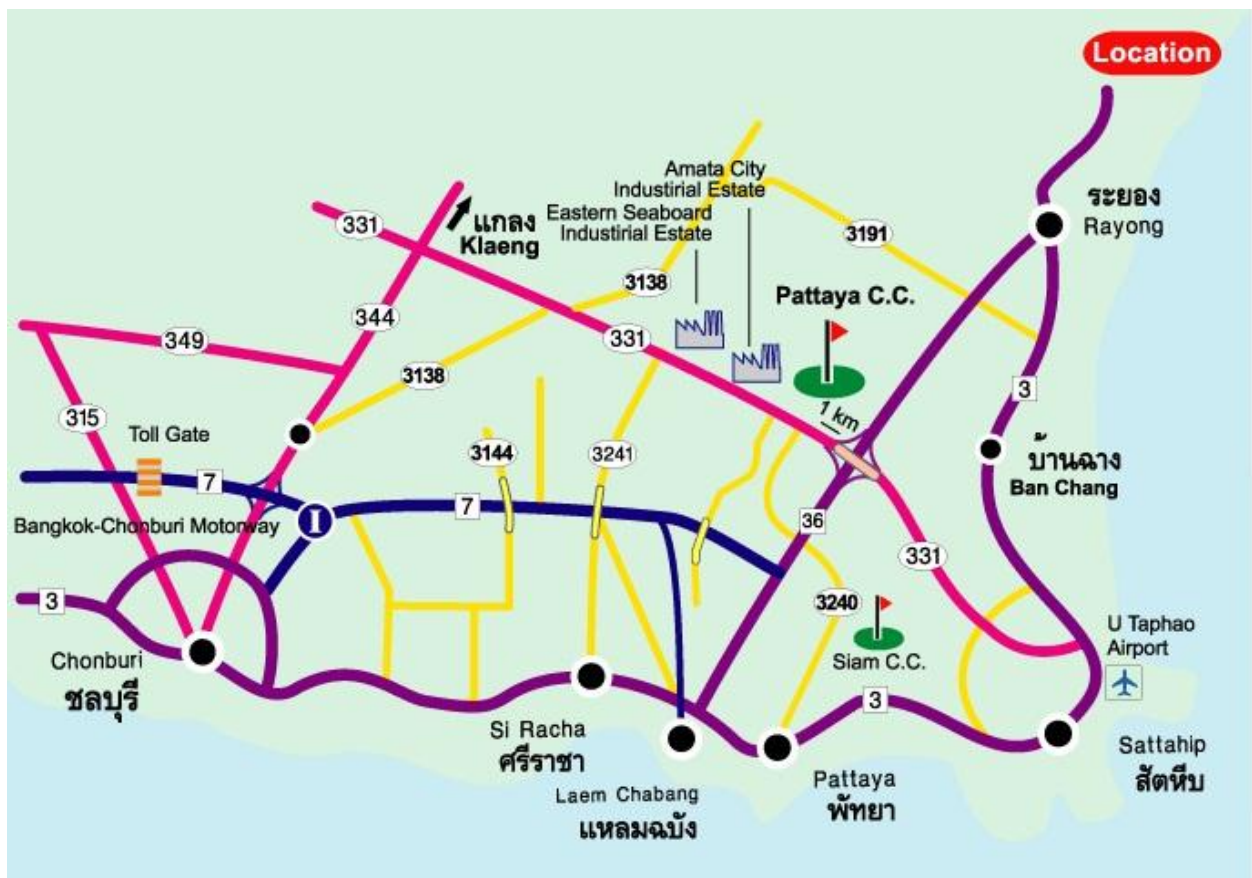 Location
Amata City
Industirial Estate
Eastern Seaboard
Industirial Estate
331
แกลง
Klaeng
ระยอง
Rayong
3191
3138
Pattaya C.C.
344
331
349
3138
1 km
3
315
Toll Gate
3144
3241
บ้านฉาง
Ban Chang
7
7
Bangkok-Chonburi Motorway
I
36
331
3
3240
U Taphao
Airport
Siam C.C.
Chonburi
ชลบุรี
3
Si Racha
ศรีราชา
Sattahip
สัตหีบ
Laem Chabang
แหลมฉบัง
Pattaya
พัทยา